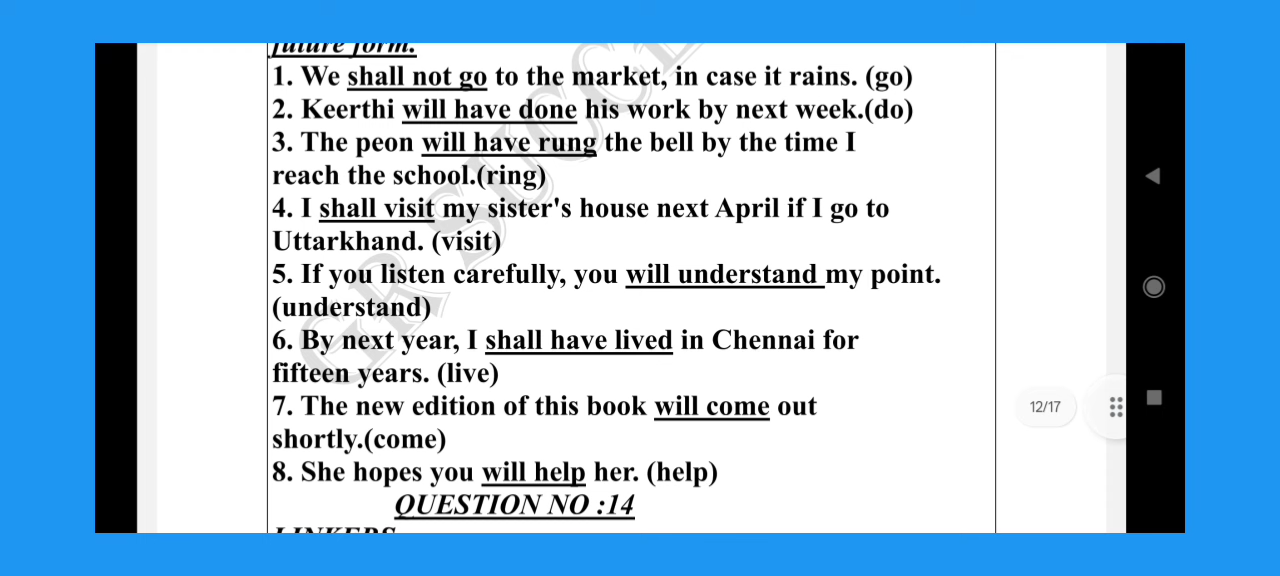 future form.
1. We shall not go to the market, in case it rains. (go)
2. Keerthi will have done his work by next week.(do)
3. The peon will have rung the bell by the time I
reach the school.(ring)
4. I shall visit my sister's house next April if I go to
Uttarkhand. (visit)
5. If you listen carefully, you will understand my point.
(understand)
6. By next year, I shall have lived in Chennai for
fifteen years. (live)
7. The new edition of this book will come out
shortly.(come)
8. She hopes you will help her. (help)
QUESTION NO :14
LINKERS
12/17